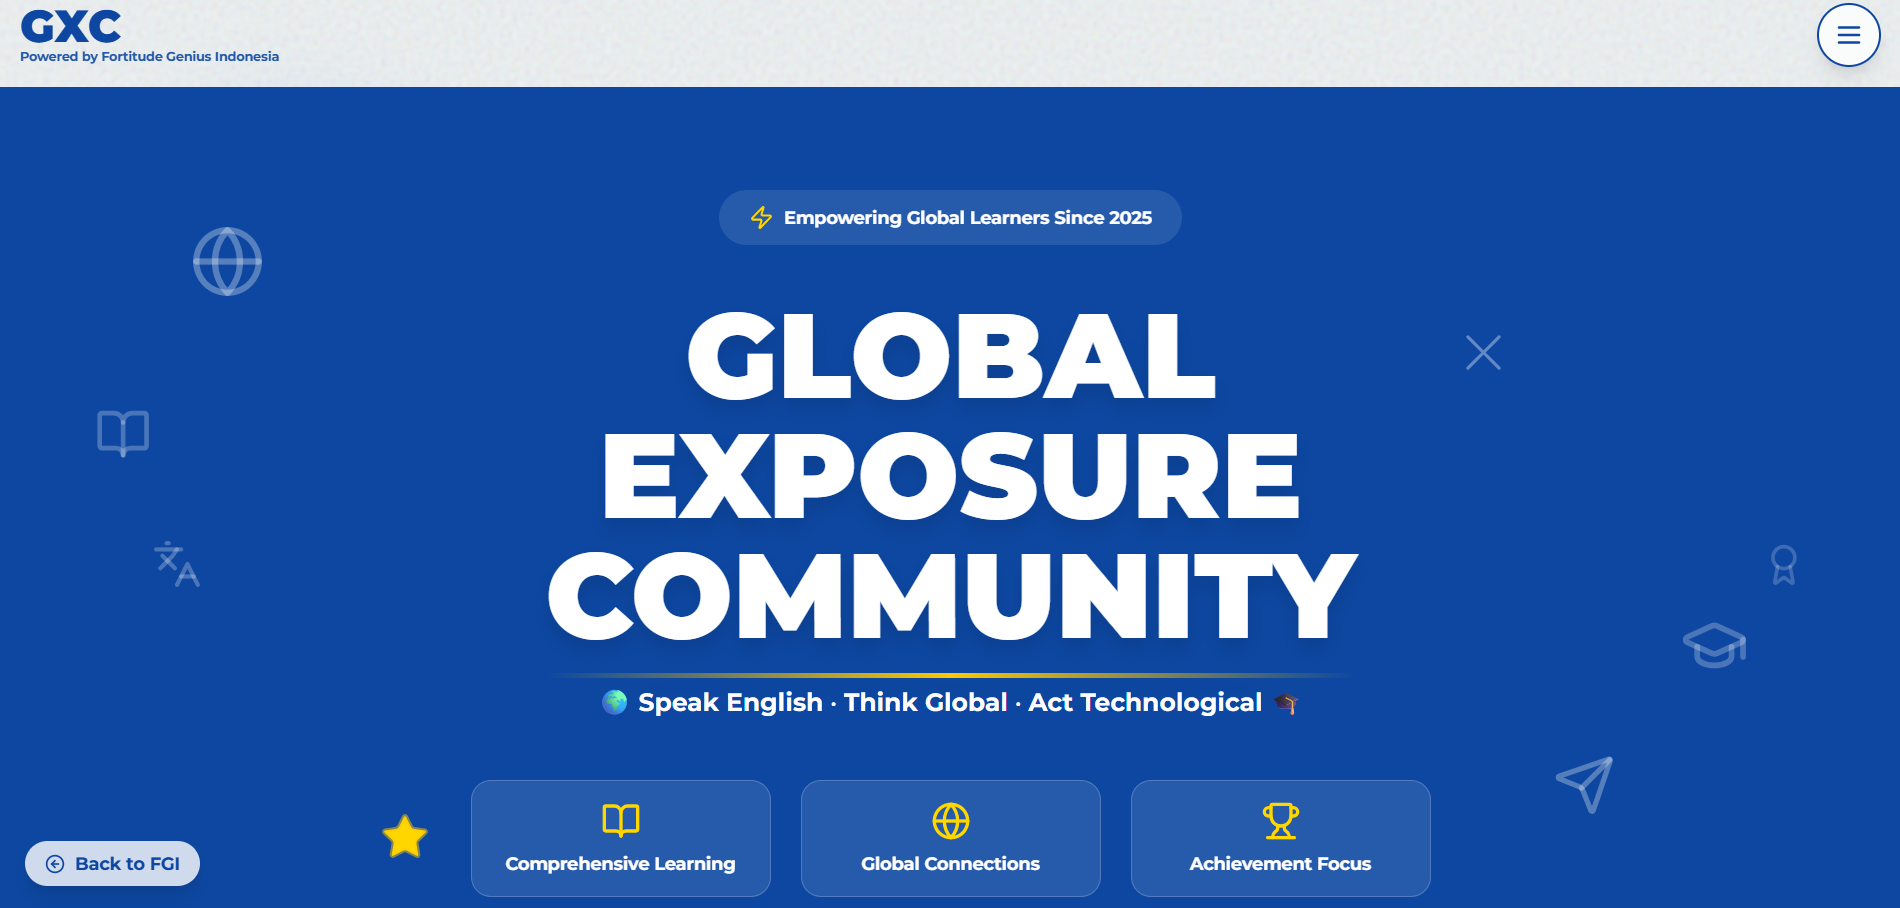 GXC
Powered by Fortitude Genius Indonesia
Empowering Global Learners Since 2025
GLOBAL
EXPOSURE
COMMUNITY
Speak English · Think Global · Act Technological
Comprehensive Learning
Global Connections
Achievement Focus
Back to FGI